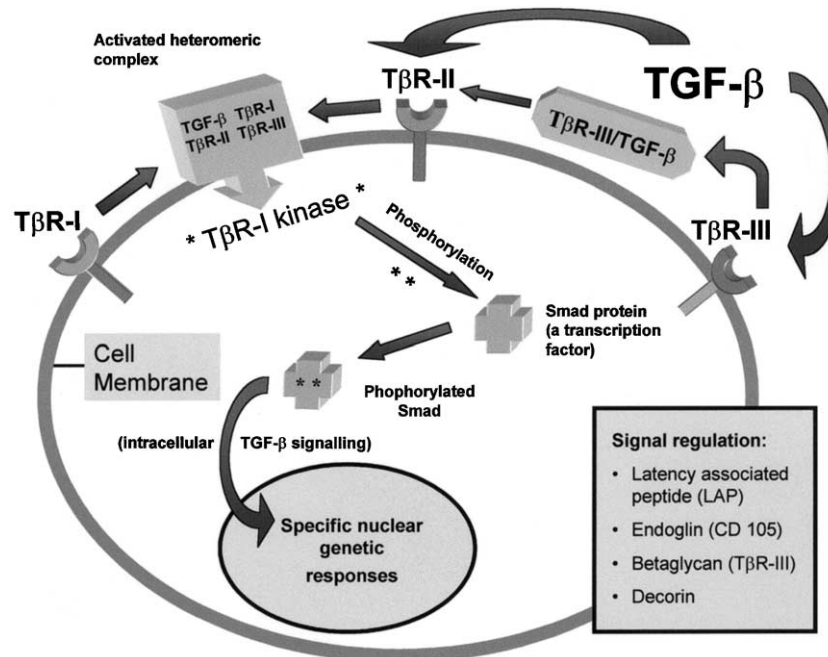 Activated heteromeric
complex
TβR-II
TGF-β
TGF-β TβR-I
TβR-II TβR-III
TβR-III/TGF-β
TβR-I
* TβR-I kinase *
Phosphorylation
* *
TβR-III
Smad protein
(a transcription
factor)
Cell
Membrane
* *
Phophorylated
Smad
(intracellular TGF-β signalling)
Specific nuclear
genetic
responses
Signal regulation:
• Latency associated
peptide (LAP)
• Endoglin (CD 105)
• Betaglycan (TβR-III)
• Decorin